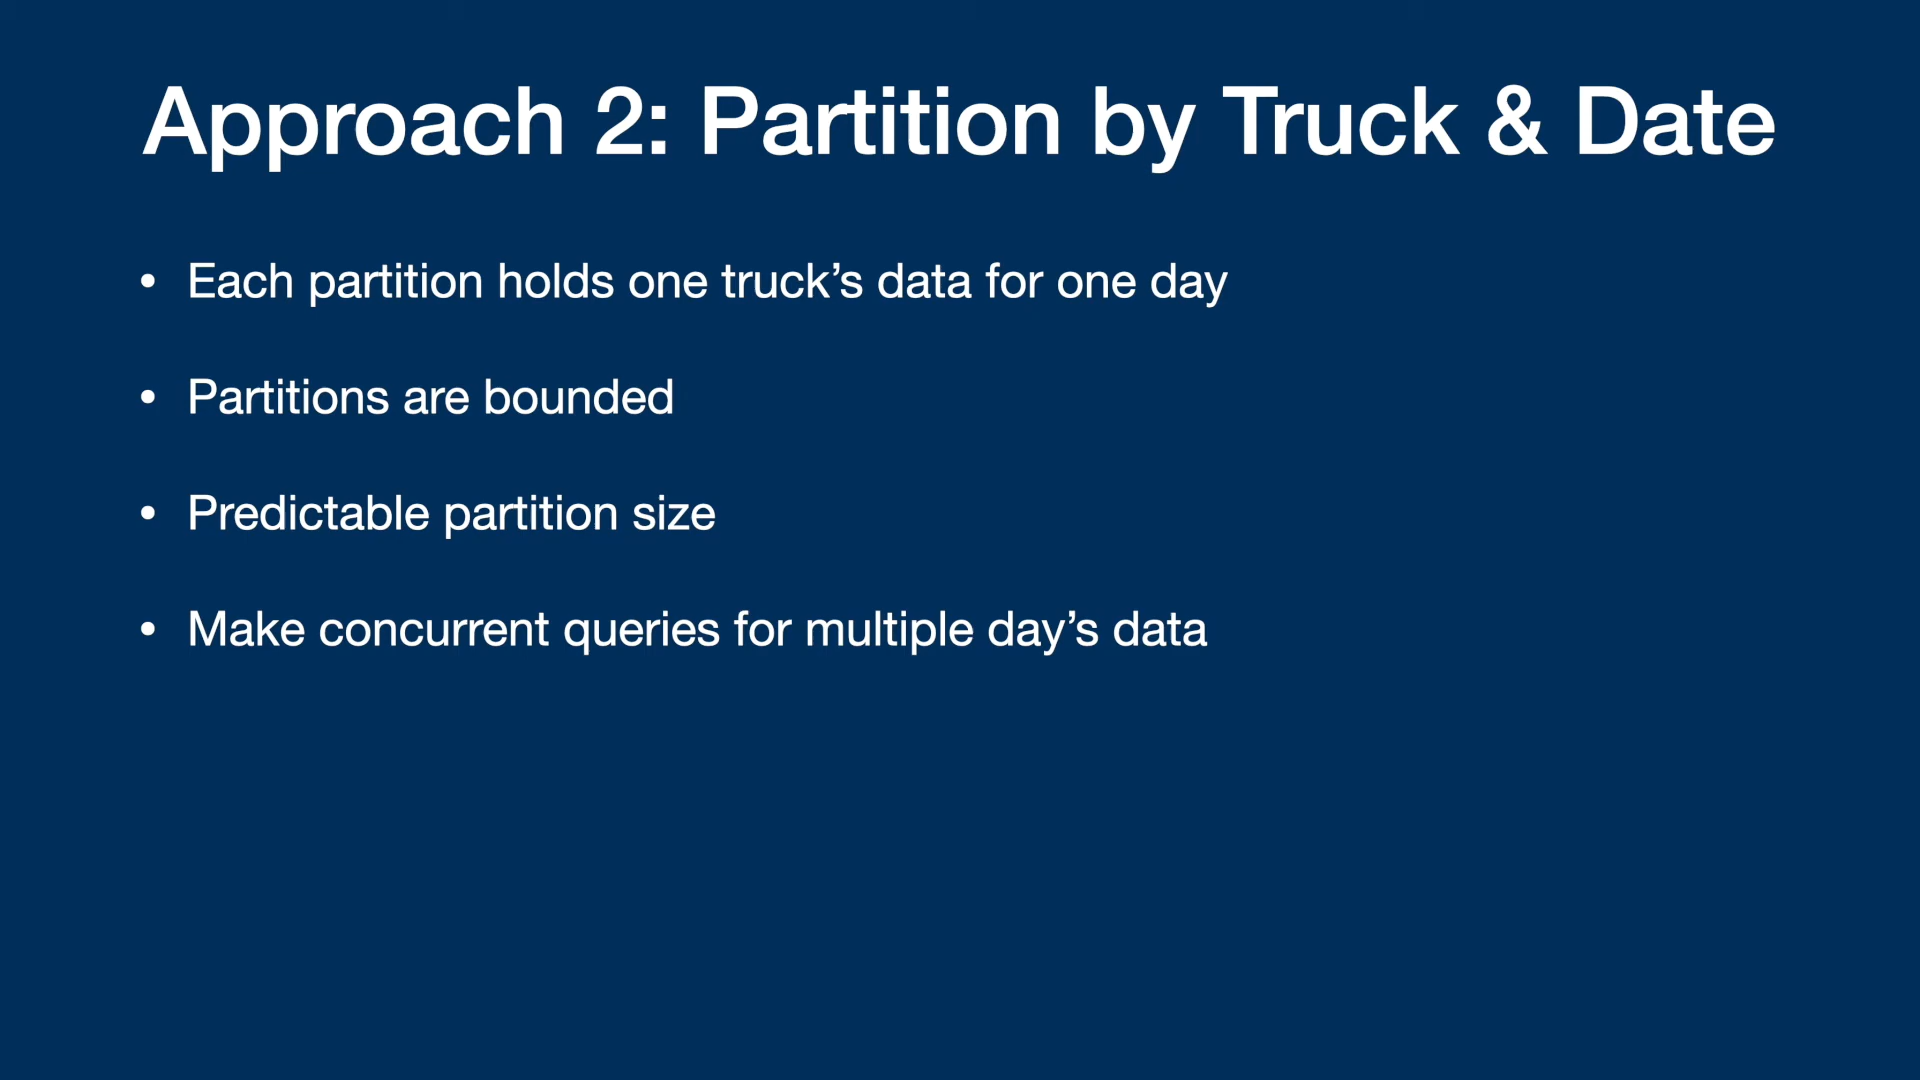 Approach 2: Partition by Truck & Date
• Each partition holds one truck’s data for one day
• Partitions are bounded
• Predictable partition size
• Make concurrent queries for multiple day’s data